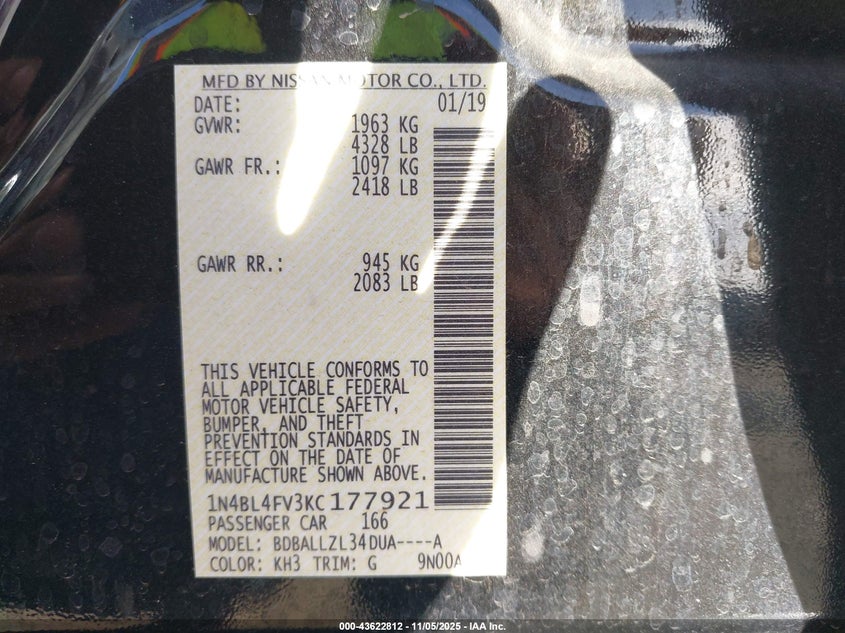 MFD BY NISSAN MOTOR CO., LTD.
DATE: 01/19
GVWR: 1963 KG
4328 LB
GAWR FR.: 1097 KG
2418 LB
GAWR RR.: 945 KG
2083 LB
THIS VEHICLE CONFORMS TO
ALL APPLICABLE FEDERAL
MOTOR VEHICLE SAFETY,
BUMPER, AND THEFT
PREVENTION STANDARDS IN
EFFECT ON THE DATE OF
MANUFACTURE SHOWN ABOVE.
1N4BL4FV3KC177921
PASSENGER CAR 166
MODEL: BDBALLZL34DUA----A
COLOR: KH3 TRIM: G 9N00A
000-43622812 - 11/05/2025 - IAA Inc.